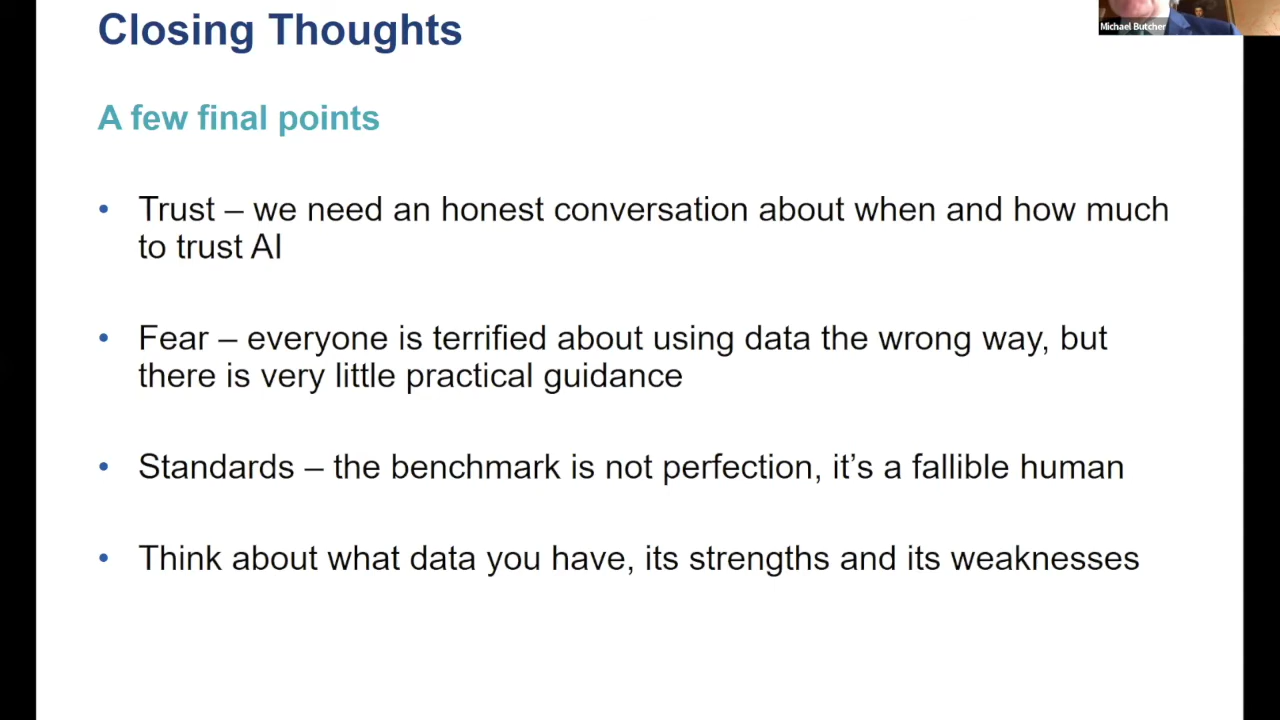 Closing Thoughts
Michael Butcher
A few final points
• Trust – we need an honest conversation about when and how much
to trust AI
• Fear – everyone is terrified about using data the wrong way, but
there is very little practical guidance
• Standards – the benchmark is not perfection, it’s a fallible human
• Think about what data you have, its strengths and its weaknesses